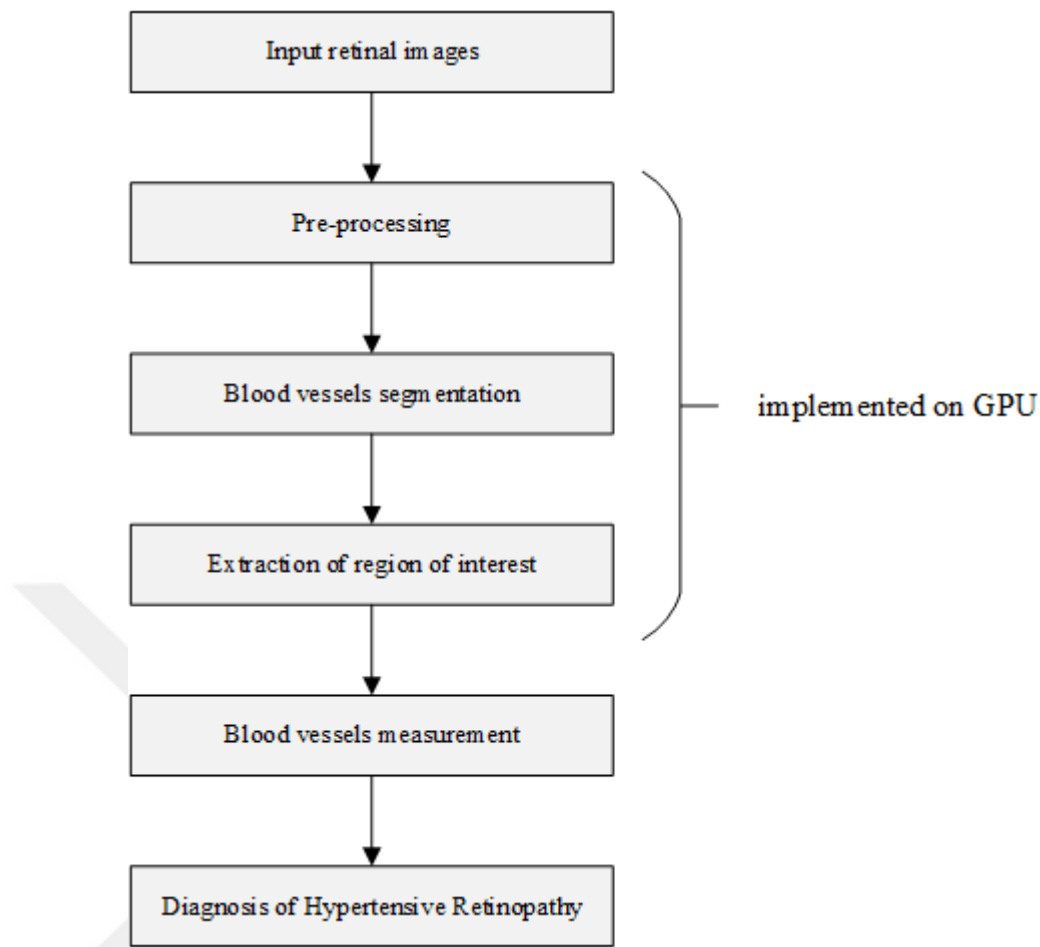 Input retinal images
Pre-processing
Blood vessels segmentation
implemented on GPU
Extraction of region of interest
Blood vessels measurement
Diagnosis of Hypertensive Retinopathy